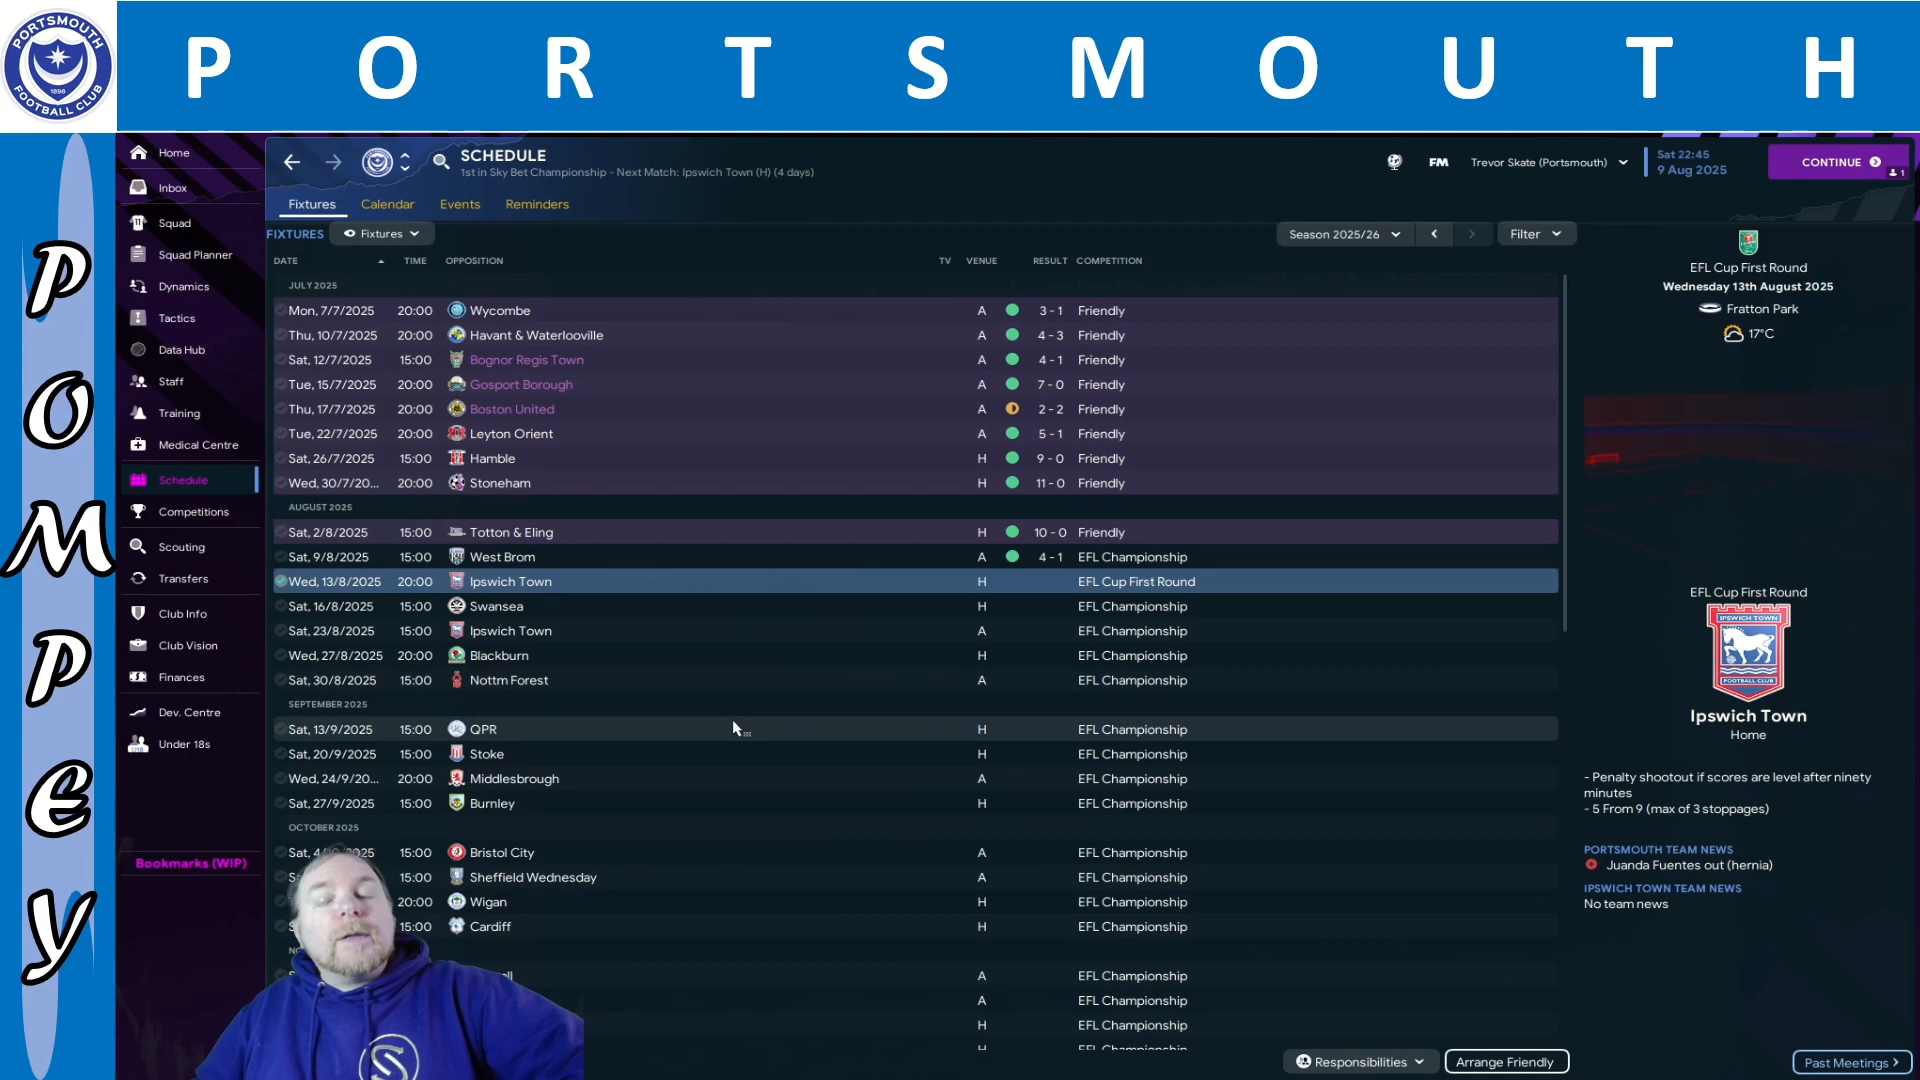 P O R T S M O U T H
PORTSMOUTH
1898
FOOTBALL CLUB
POMPEY
Home
Inbox
Squad
Squad Planner
Dynamics
Tactics
Data Hub
Staff
Training
Medical Centre
Schedule
Competitions
Scouting
Transfers
Club Info
Club Vision
Finances
Dev. Centre
Under 18s
Bookmarks (WIP)
SCHEDULE
1st in Sky Bet Championship - Next Match: Ipswich Town (H) (4 days)
FM
Trevor Skate (Portsmouth)
Sat 22:45
9 Aug 2025
CONTINUE
1
Fixtures Calendar Events Reminders
FIXTURES Fixtures
Season 2025/26
Filter
DATE TIME OPPOSITION TV VENUE RESULT COMPETITION
JULY 2025
Mon, 7/7/2025 20:00 Wycombe A 3 - 1 Friendly
Thu, 10/7/2025 20:00 Havant & Waterlooville A 4 - 3 Friendly
Sat, 12/7/2025 15:00 Bognor Regis Town A 4 - 1 Friendly
Tue, 15/7/2025 20:00 Gosport Borough A 7 - 0 Friendly
Thu, 17/7/2025 20:00 Boston United A 2 - 2 Friendly
Tue, 22/7/2025 20:00 Leyton Orient A 5 - 1 Friendly
Sat, 26/7/2025 15:00 Hamble H 9 - 0 Friendly
Wed, 30/7/20... 20:00 Stoneham H 11 - 0 Friendly
AUGUST 2025
Sat, 2/8/2025 15:00 Totton & Eling H 10 - 0 Friendly
Sat, 9/8/2025 15:00 West Brom A 4 - 1 EFL Championship
Wed, 13/8/2025 20:00 Ipswich Town H EFL Cup First Round
Sat, 16/8/2025 15:00 Swansea H EFL Championship
Sat, 23/8/2025 15:00 Ipswich Town A EFL Championship
Wed, 27/8/2025 20:00 Blackburn H EFL Championship
Sat, 30/8/2025 15:00 Nottm Forest A EFL Championship
SEPTEMBER 2025
Sat, 13/9/2025 15:00 QPR H EFL Championship
Sat, 20/9/2025 15:00 Stoke H EFL Championship
Wed, 24/9/20... 20:00 Middlesbrough A EFL Championship
Sat, 27/9/2025 15:00 Burnley H EFL Championship
OCTOBER 2025
Sat, 2025 15:00 Bristol City A EFL Championship
15:00 Sheffield Wednesday A EFL Championship
20:00 Wigan H EFL Championship
15:00 Cardiff H EFL Championship
A EFL Championship
A EFL Championship
H EFL Championship
H EFL Championship
Responsibilities
Arrange Friendly
EFL Cup First Round
Wednesday 13th August 2025
Fratton Park
17°C
EFL Cup First Round
IPSWICH TOWN
FOOTBALL CLUB
Ipswich Town
Home
- Penalty shootout if scores are level after ninety
minutes
- 5 From 9 (max of 3 stoppages)
PORTSMOUTH TEAM NEWS
Juanda Fuentes out (hernia)
IPSWICH TOWN TEAM NEWS
No team news
Past Meetings >